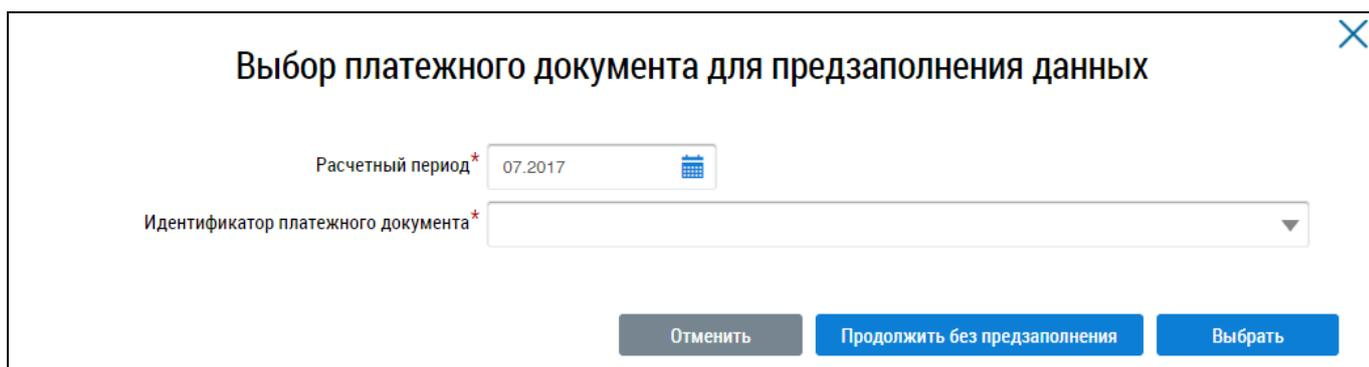 Выбор платежного документа для предзаполнения данных
Расчетный период* 07.2017
Идентификатор платежного документа*
Отменить Продолжить без предзаполнения Выбрать